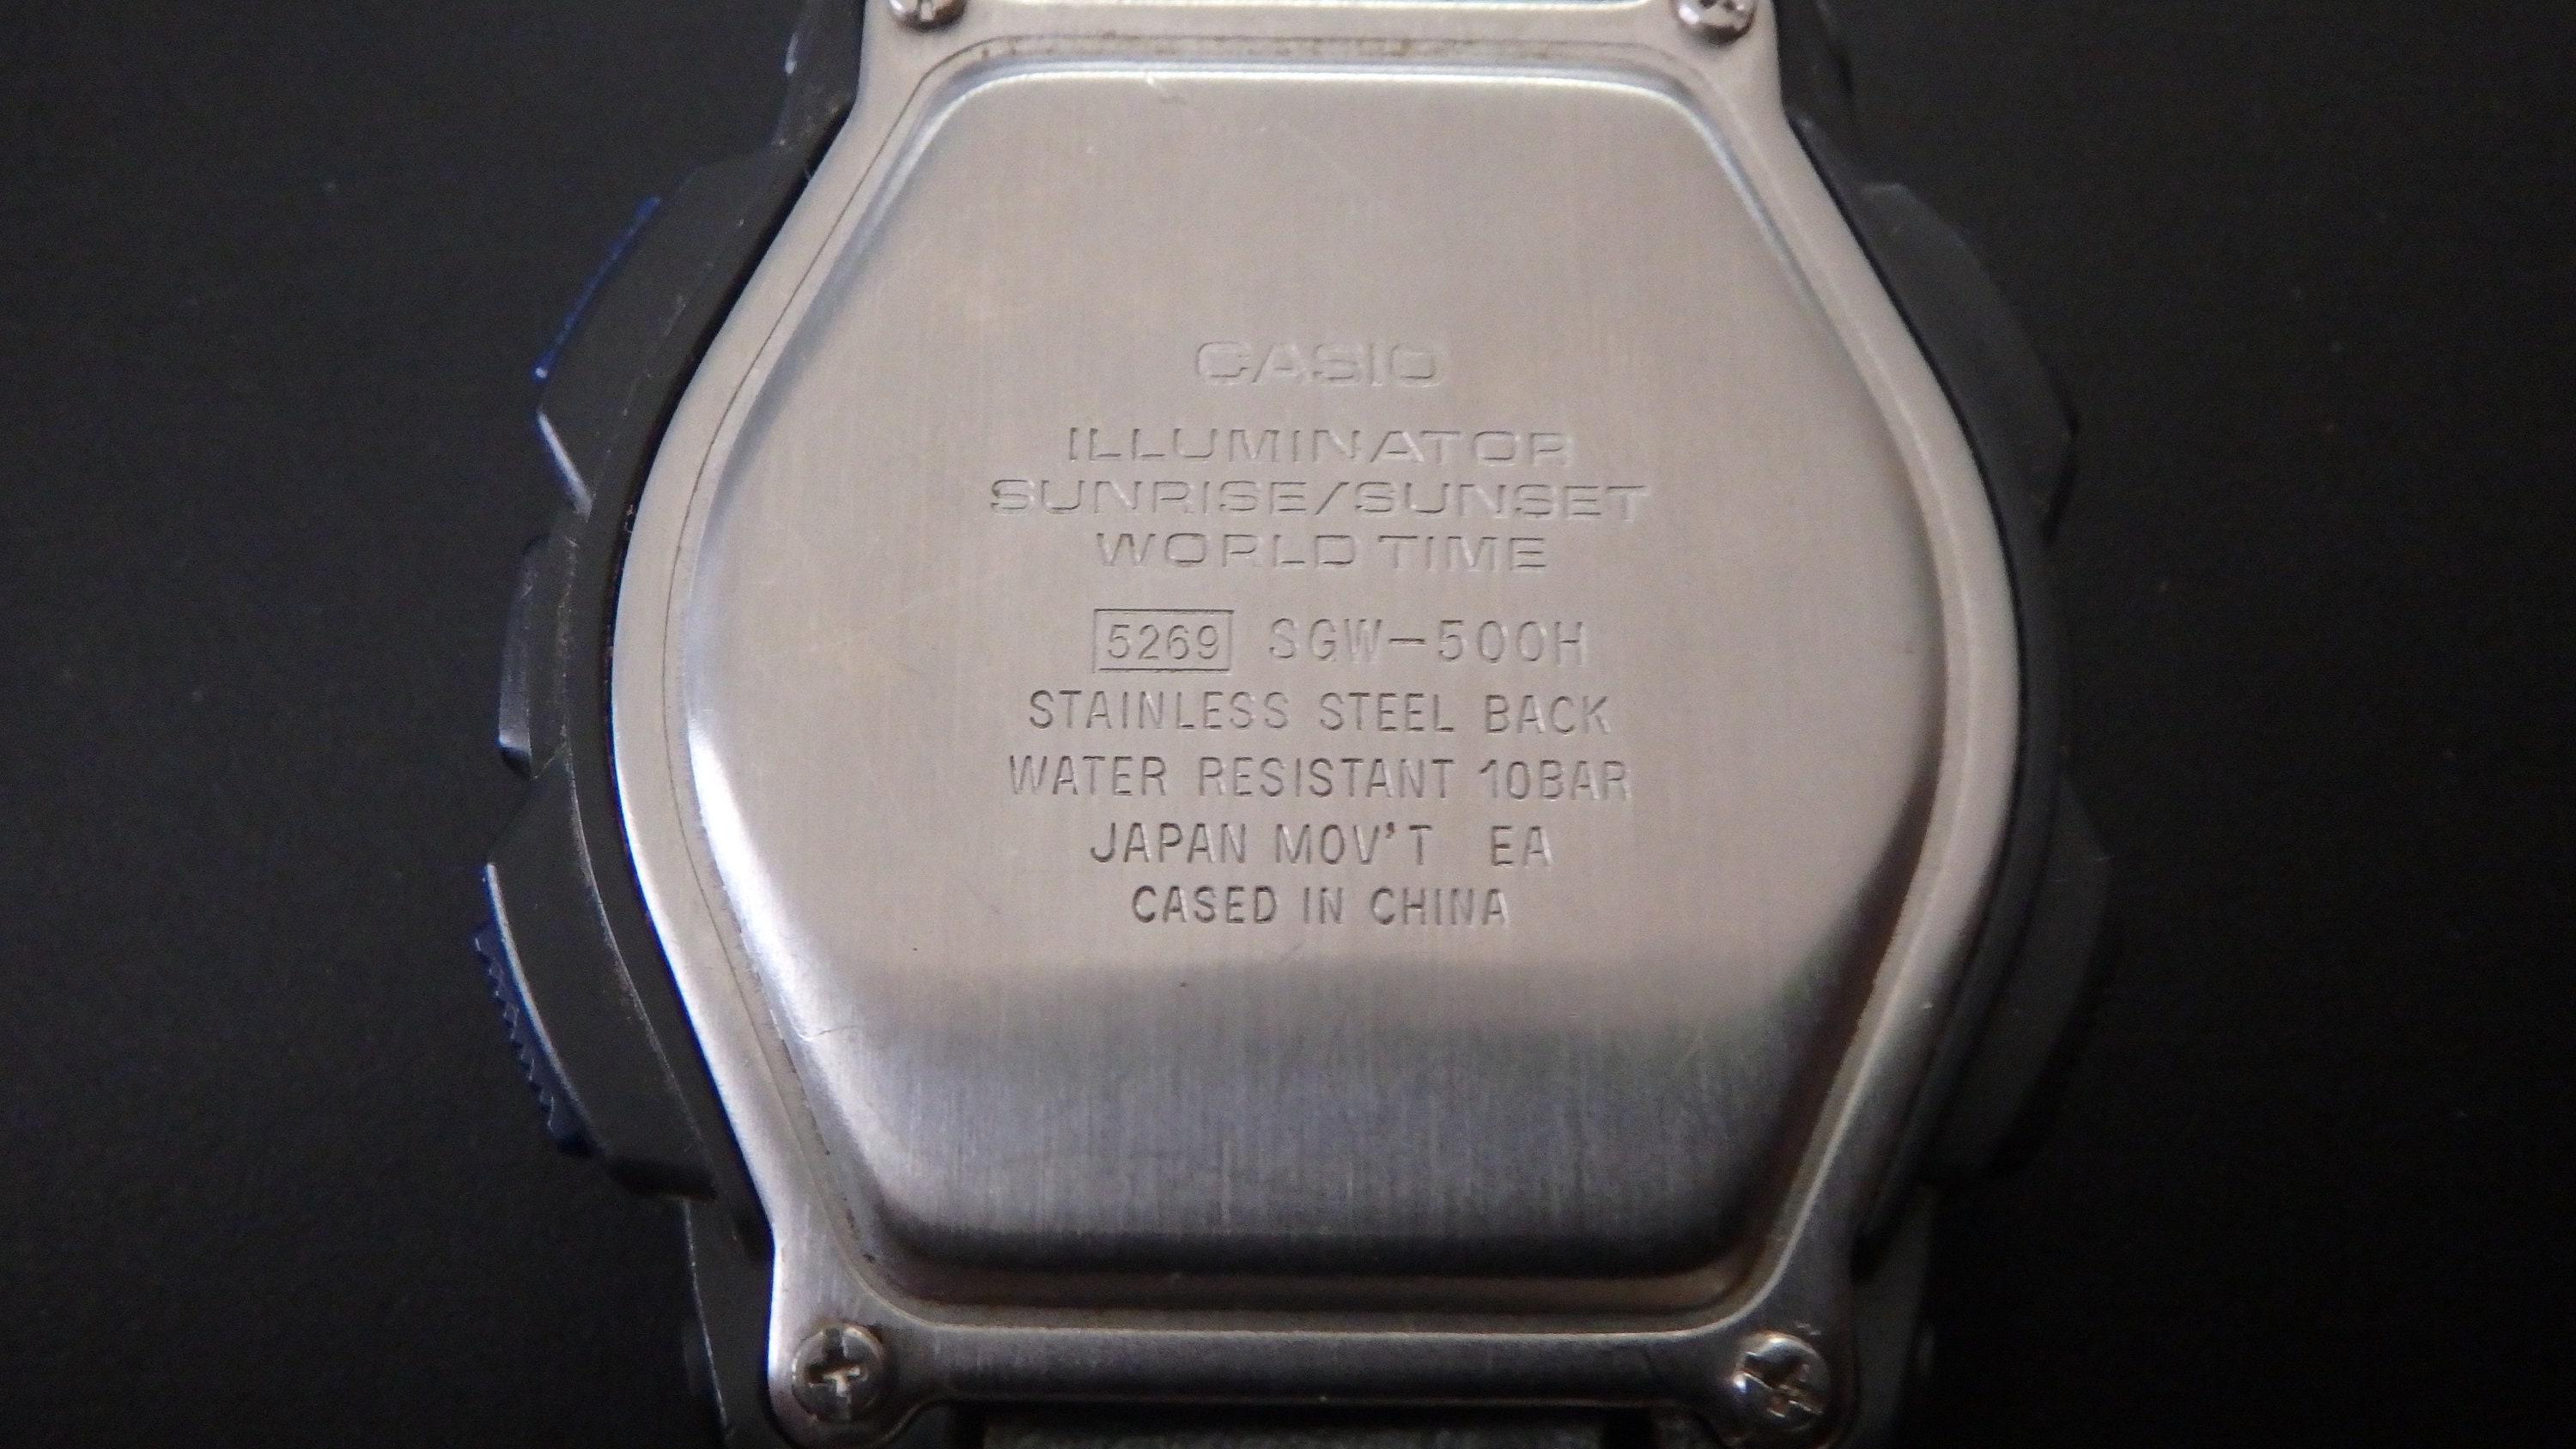 CASIO
ILLUMINATOR
SUNRISE/SUNSET
WORLD TIME
5269 SGW-500H
STAINLESS STEEL BACK
WATER RESISTANT 10BAR
JAPAN MOV'T EA
CASED IN CHINA